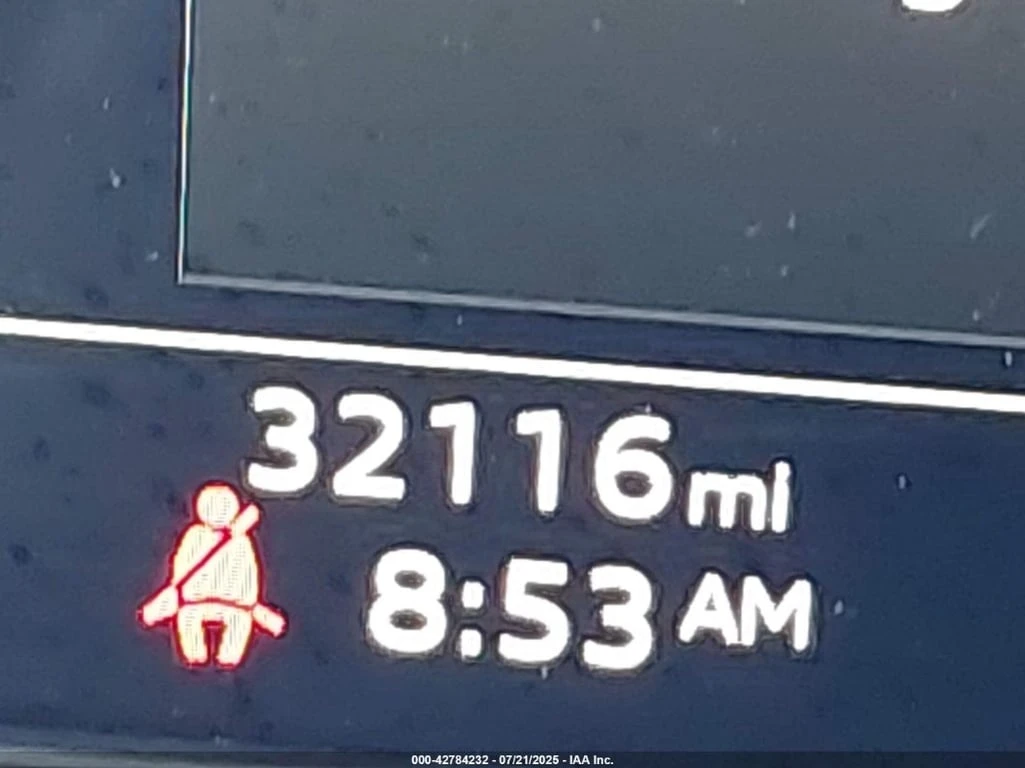 32116 mi
8:53 AM
000-42784232 - 07/21/2025 - IAA Inc.